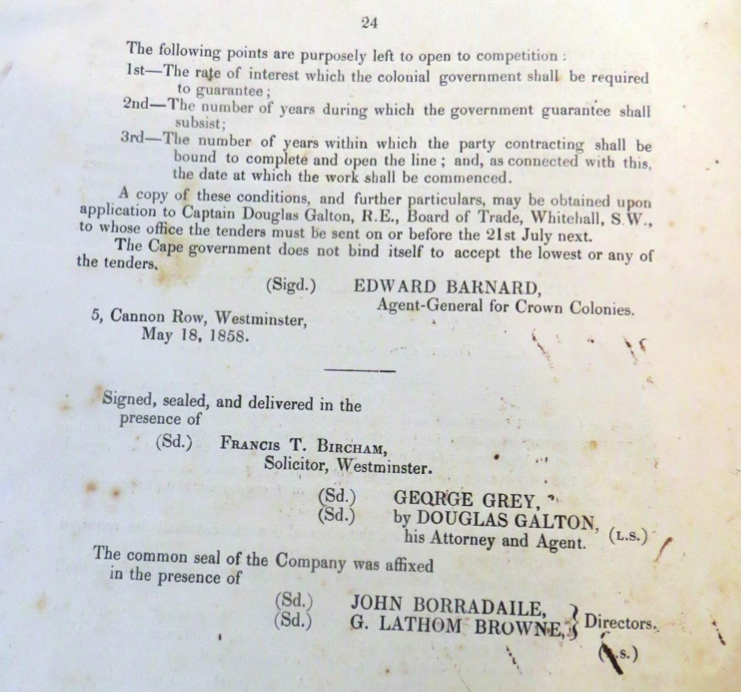 24
The following points are purposely left to open to competition :
1st—The rate of interest which the colonial government shall be required
to guarantee ;
2nd—The number of years during which the government guarantee shall
subsist;
3rd—The number of years within which the party contracting shall be
bound to complete and open the line ; and, as connected with this,
the date at which the work shall be commenced.
A copy of these conditions, and further particulars, may be obtained upon
application to Captain Douglas Galton, R.E., Board of Trade, Whitehall, S.W.,
to whose office the tenders must be sent on or before the 21st July next.
The Cape government does not bind itself to accept the lowest or any of
the tenders.
(Sigd.) EDWARD BARNARD,
Agent-General for Crown Colonies.
5, Cannon Row, Westminster,
May 18, 1858.
Signed, sealed, and delivered in the
presence of
(Sd.) FRANCIS T. BIRCHAM,
Solicitor, Westminster.
(Sd.) GEORGE GREY,
(Sd.) by DOUGLAS GALTON,
his Attorney and Agent. (L.S.)
The common seal of the Company was affixed
in the presence of
(Sd.) JOHN BORRADAILE,
(Sd.) G. LATHOM BROWNE, } Directors.
(L.S.)